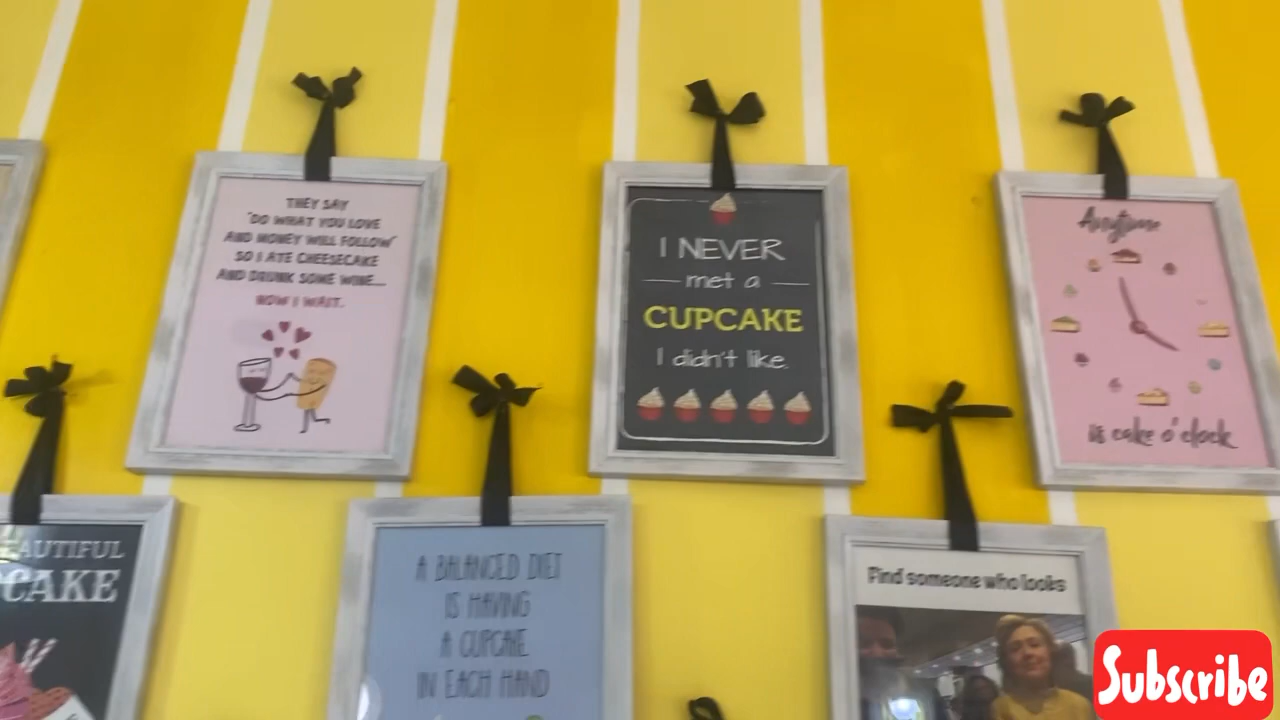 THEY SAY
"DO WHAT YOU LOVE
AND MONEY WILL FOLLOW"
SO I ATE CHEESECAKE
AND DRUNK SOME WINE...
NOW I WAIT.
I NEVER
met a
CUPCAKE
I didn't like.
Anytime
is cake o'clock
AUTIFUL
CAKE
A BALANCED DIET
IS HAVING
A CUPCAKE
IN EACH HAND
Find someone who looks
Subscribe